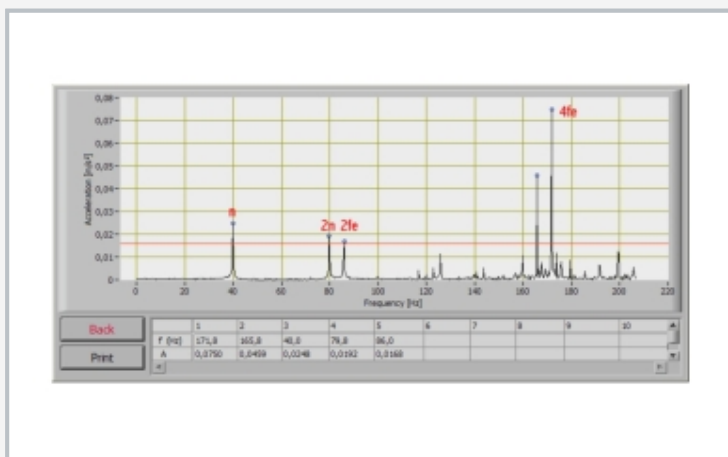 0,08
0,07
0,06
0,05
0,04
0,03
0,02
0,01
0
Acceleration [m/s²]
n
2n 2fe
4fe
0 20 40 60 80 100 120 140 160 180 200 220
Frequency [Hz]
Back
Print
1 2 3 4 5 6 7 8 9 10
f [Hz] 171,8 165,8 40,0 79,8 86,0
A 0,0750 0,0459 0,0248 0,0192 0,0168